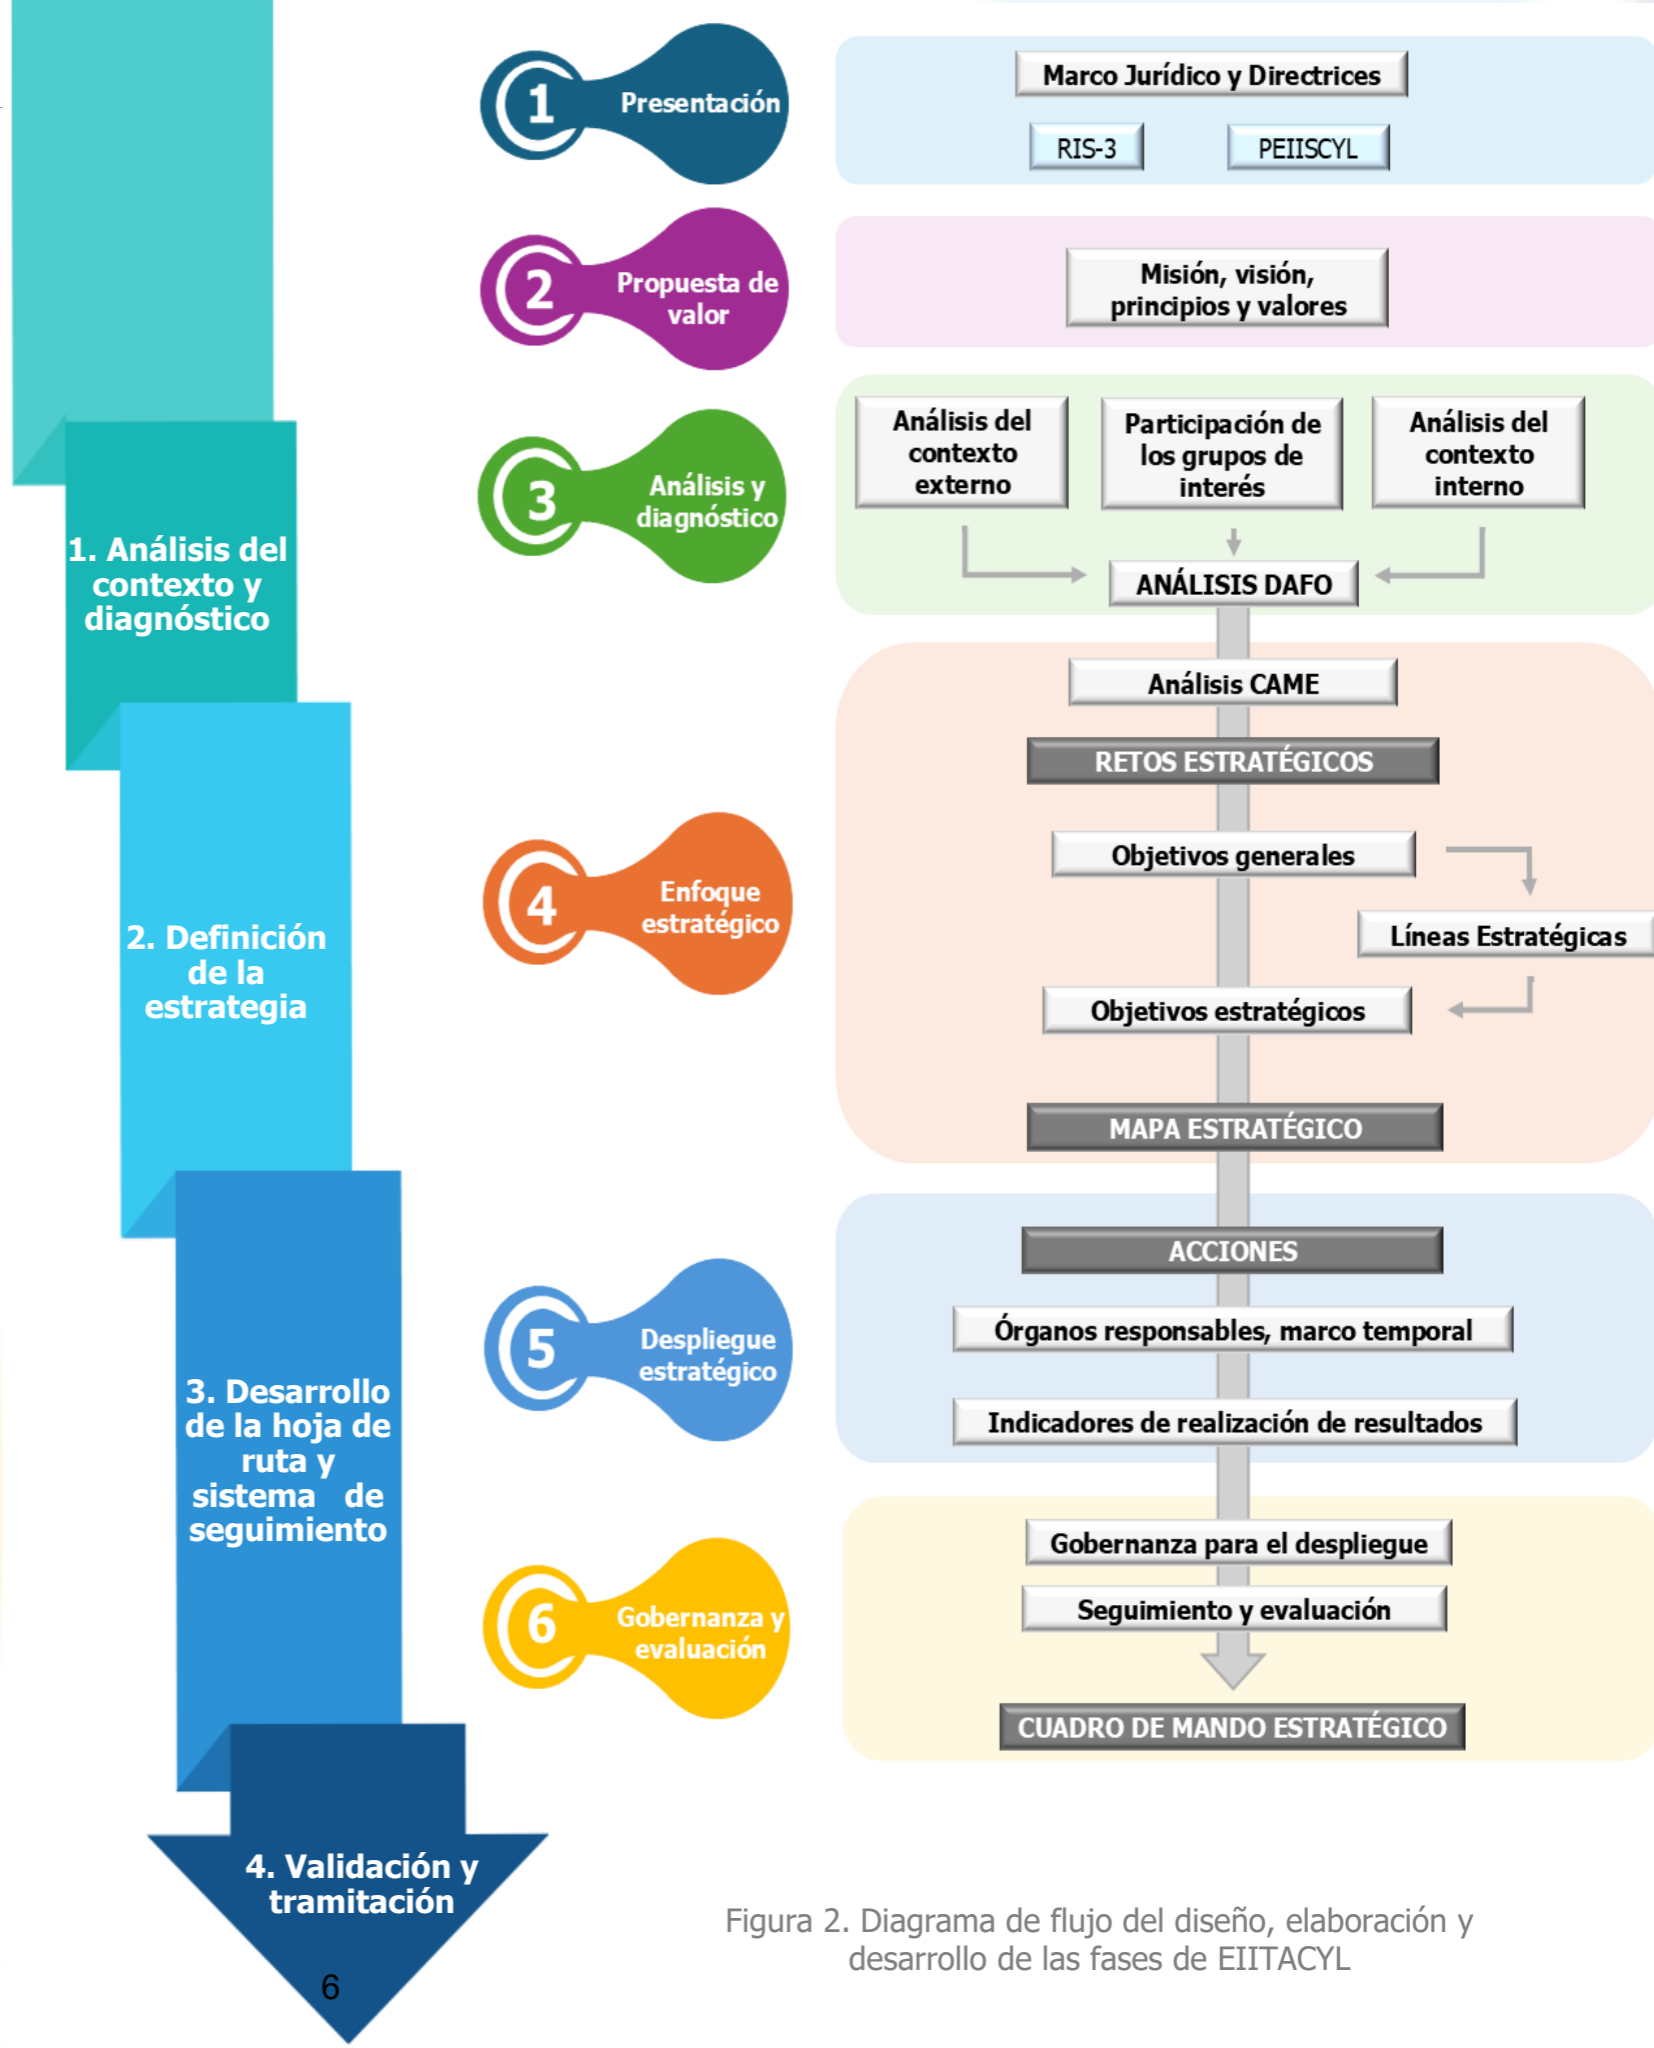 1
Presentación
Marco Jurídico y Directrices
RIS-3
PEIISCYL
2
Propuesta de
valor
Misión, visión,
principios y valores
1. Análisis del
contexto y
diagnóstico
3
Análisis y
diagnóstico
Análisis del
contexto
externo
Participación de
los grupos de
interés
Análisis del
contexto
interno
ANÁLISIS DAFO
2. Definición
de la
estrategia
4
Enfoque
estratégico
Análisis CAME
RETOS ESTRATÉGICOS
Objetivos generales
Líneas Estratégicas
Objetivos estratégicos
MAPA ESTRATÉGICO
3. Desarrollo
de la hoja de
ruta y
sistema de
seguimiento
5
Despliegue
estratégico
ACCIONES
Órganos responsables, marco temporal
Indicadores de realización de resultados
6
Gobernanza y
evaluación
Gobernanza para el despliegue
Seguimiento y evaluación
CUADRO DE MANDO ESTRATÉGICO
4. Validación y
tramitación
Figura 2. Diagrama de flujo del diseño, elaboración y
desarrollo de las fases de EIITACYL
6